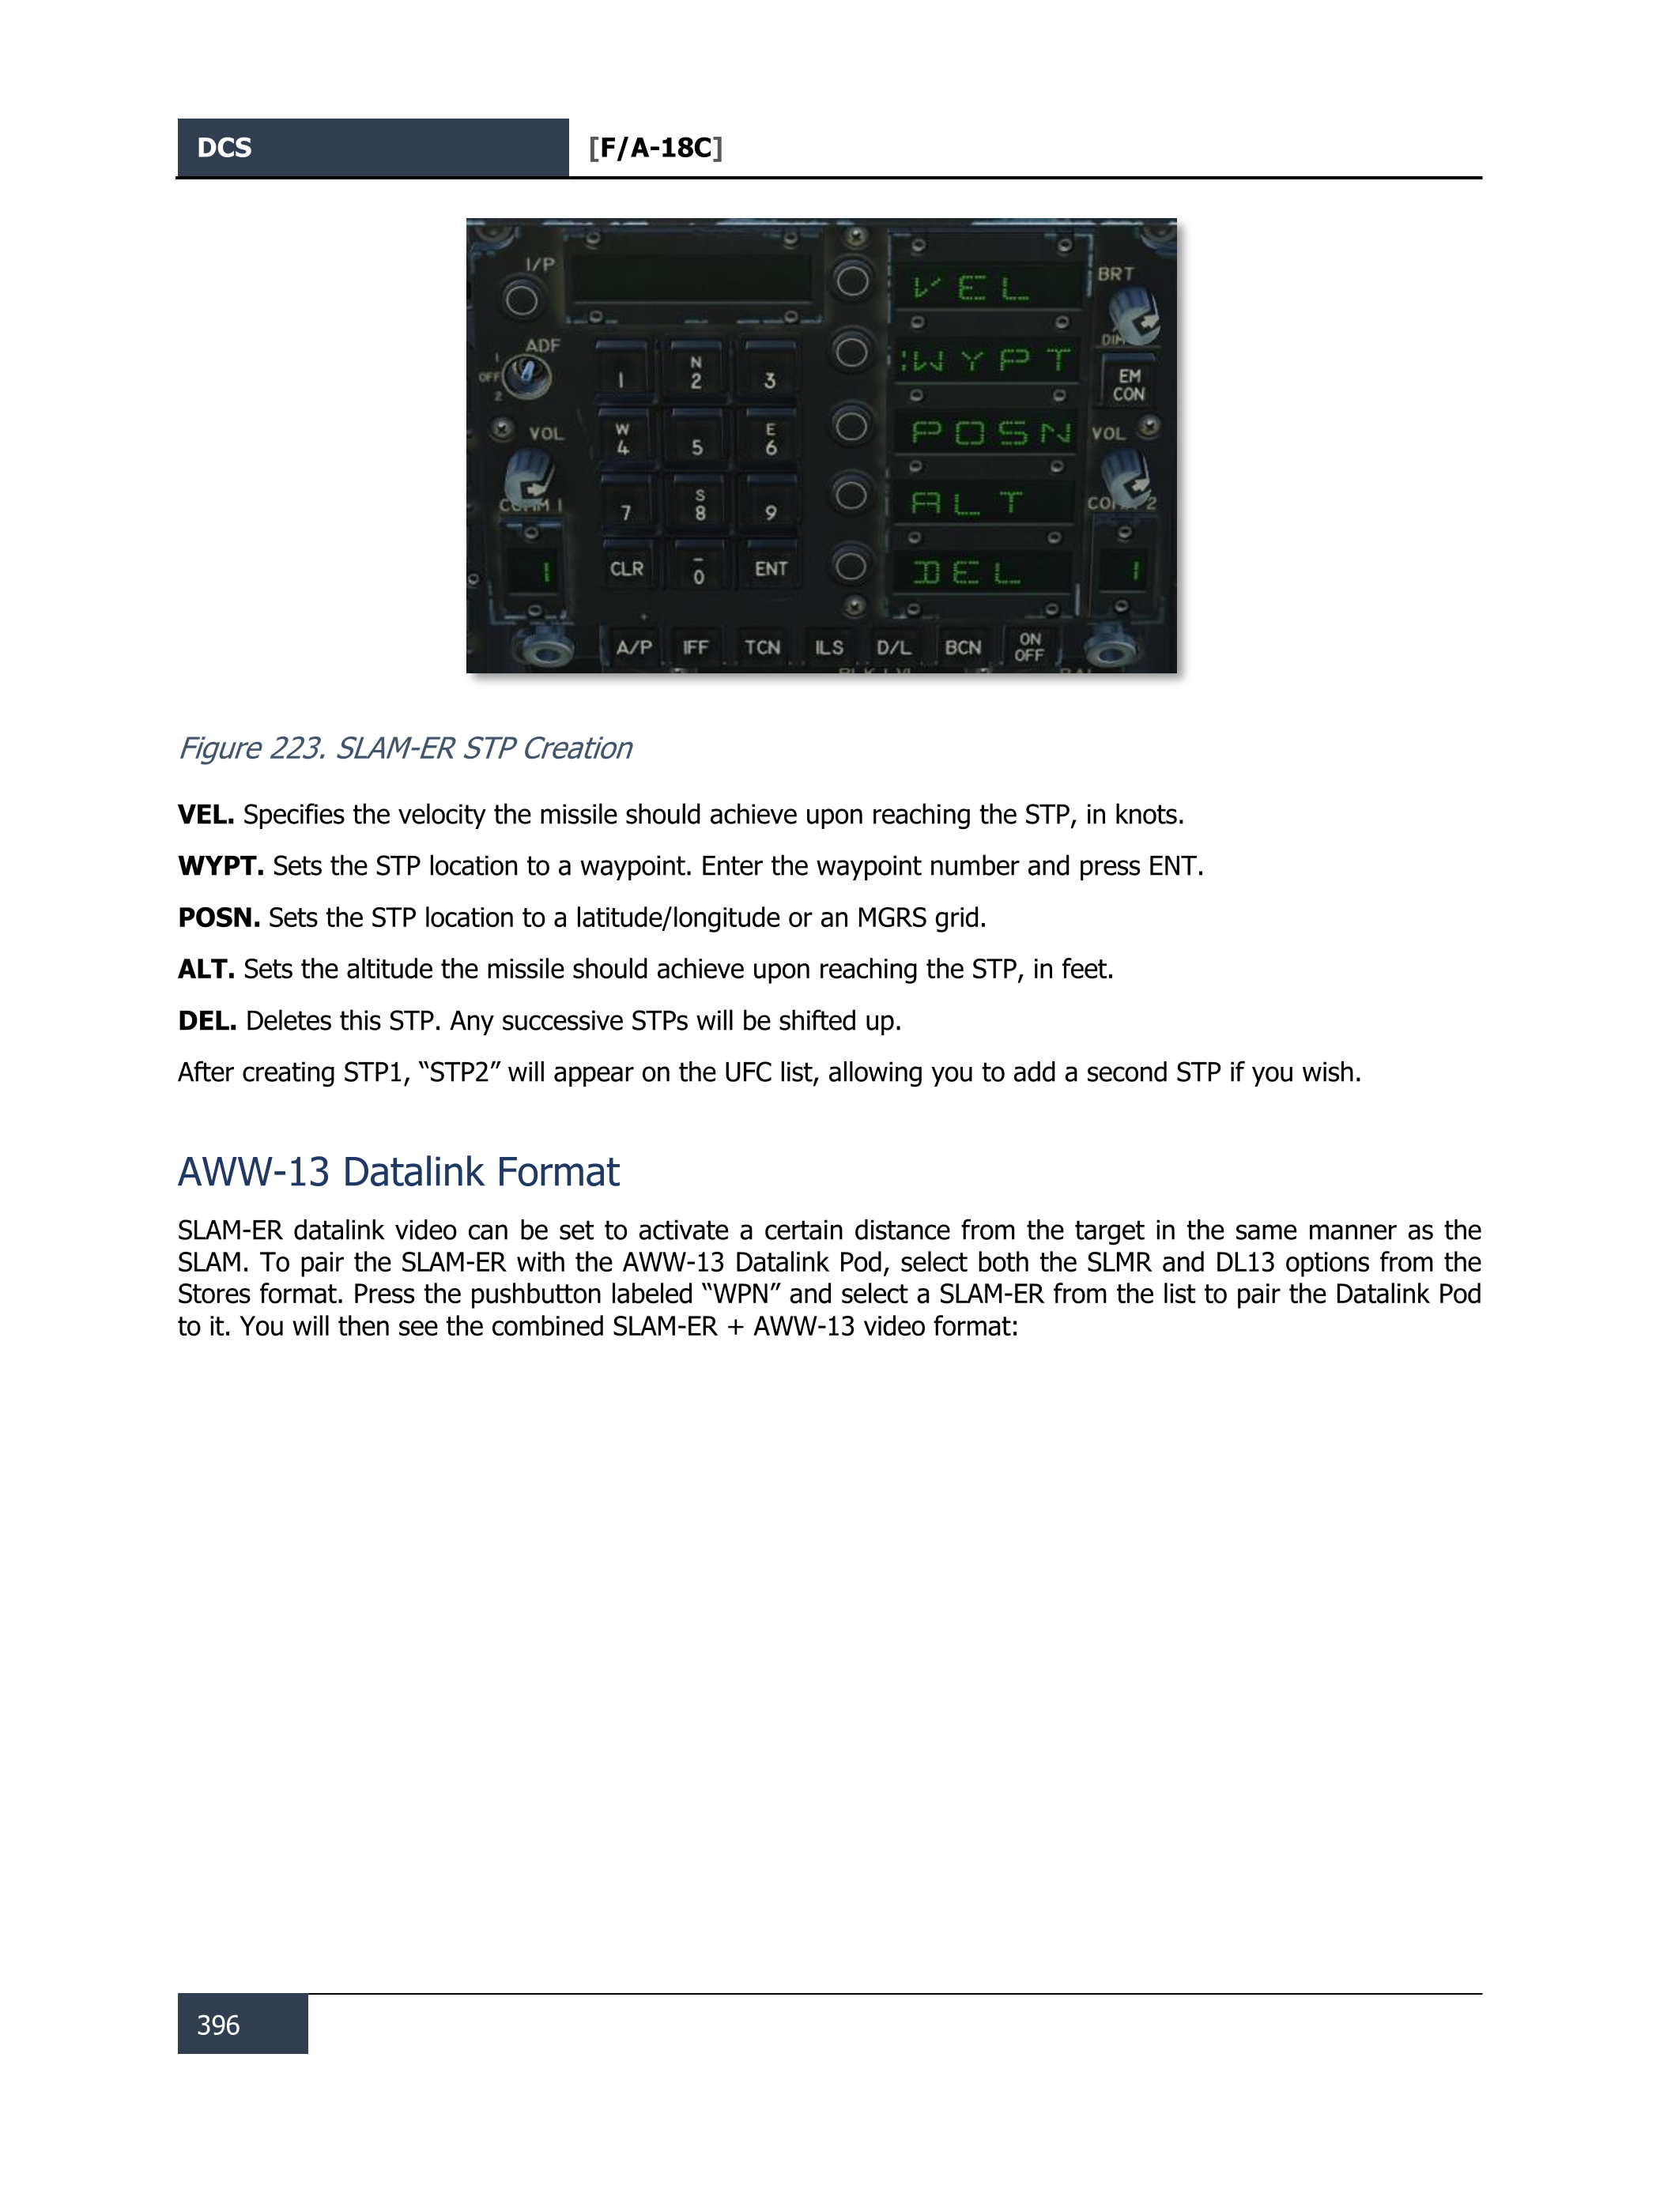 DCS [F/A-18C]
I/P
VEL
BRT
DIM
ADF
1
OFF
2
1
N
2
3
:WYPT
EM
CON
VOL
W
4
5
E
6
POSN
VOL
COMM 1
7
S
8
9
ALT
2
1
CLR
–
0
ENT
DEL
1
A/P IFF TCN ILS D/L BCN ON
OFF
Figure 223. SLAM-ER STP Creation
VEL. Specifies the velocity the missile should achieve upon reaching the STP, in knots.
WYPT. Sets the STP location to a waypoint. Enter the waypoint number and press ENT.
POSN. Sets the STP location to a latitude/longitude or an MGRS grid.
ALT. Sets the altitude the missile should achieve upon reaching the STP, in feet.
DEL. Deletes this STP. Any successive STPs will be shifted up.
After creating STP1, “STP2” will appear on the UFC list, allowing you to add a second STP if you wish.
AWW-13 Datalink Format
SLAM-ER datalink video can be set to activate a certain distance from the target in the same manner as the
SLAM. To pair the SLAM-ER with the AWW-13 Datalink Pod, select both the SLMR and DL13 options from the
Stores format. Press the pushbutton labeled “WPN” and select a SLAM-ER from the list to pair the Datalink Pod
to it. You will then see the combined SLAM-ER + AWW-13 video format:
396